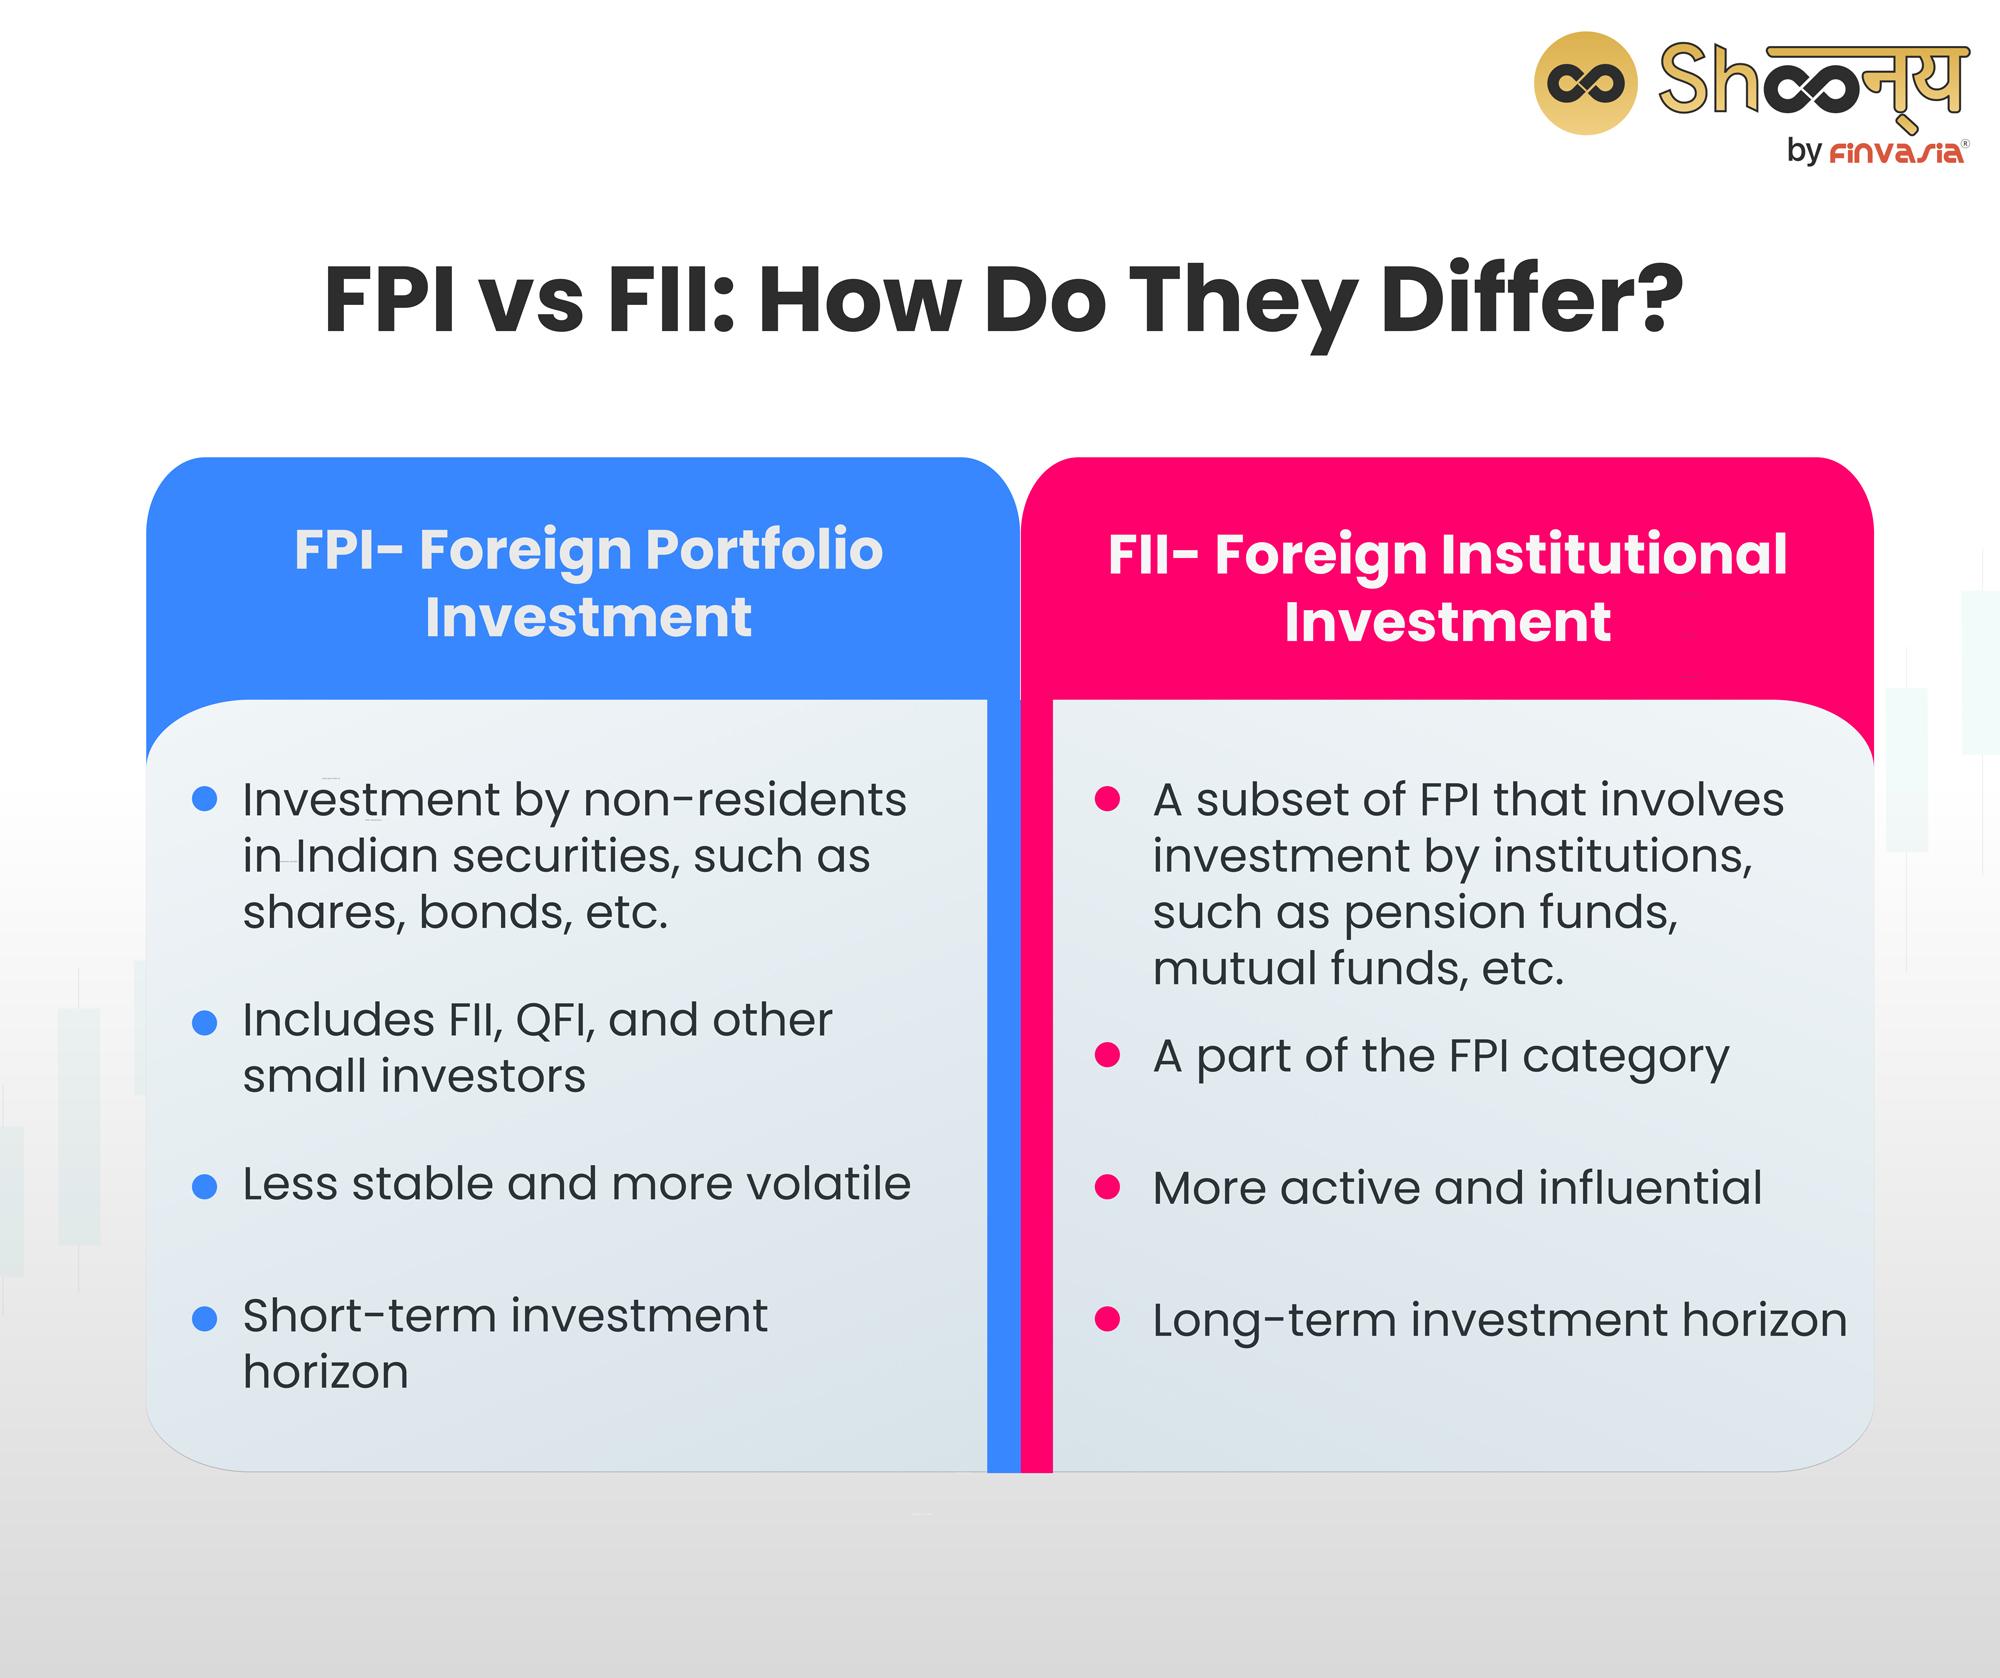 Shून्य
by FINVASIA®
FPI vs FII: How Do They Differ?
FPI- Foreign Portfolio
Investment
Investment by non-residents
in Indian securities, such as
shares, bonds, etc.
Includes FII, QFI, and other
small investors
Less stable and more volatile
Short-term investment
horizon
FII- Foreign Institutional
Investment
A subset of FPI that involves
investment by institutions,
such as pension funds,
mutual funds, etc.
A part of the FPI category
More active and influential
Long-term investment horizon